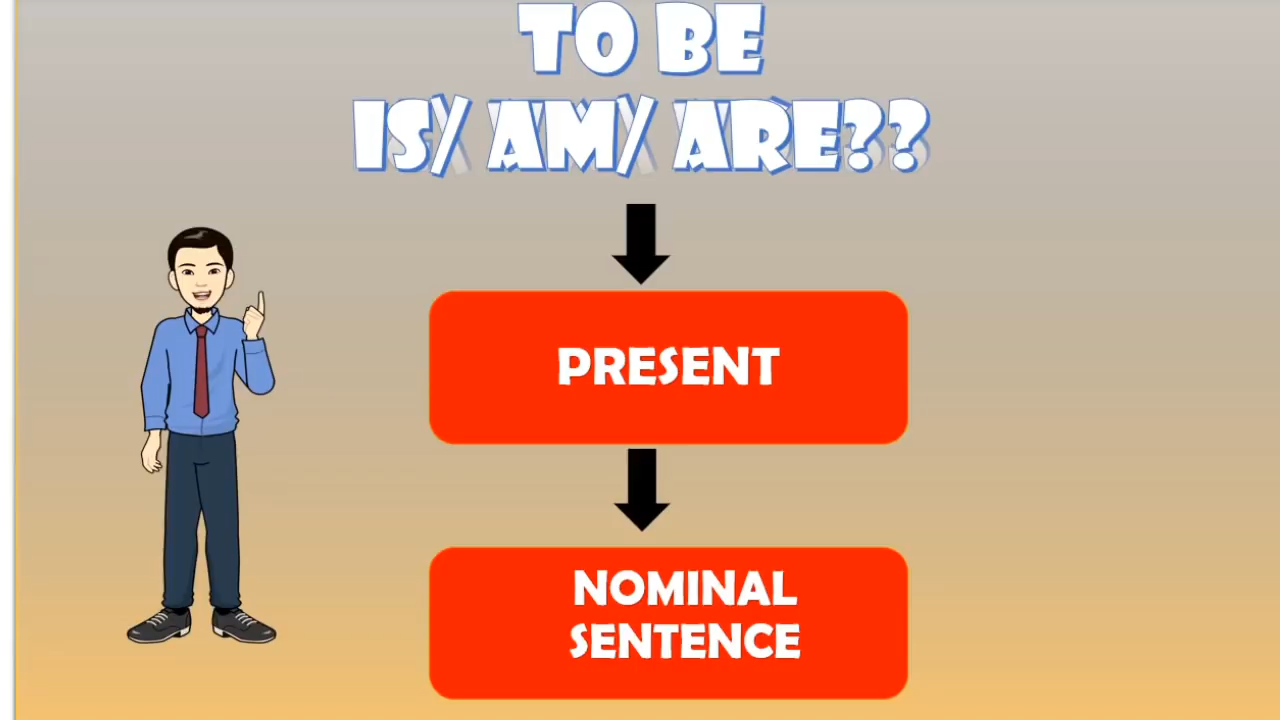 TO BE
IS/ AM/ ARE??
PRESENT
NOMINAL
SENTENCE